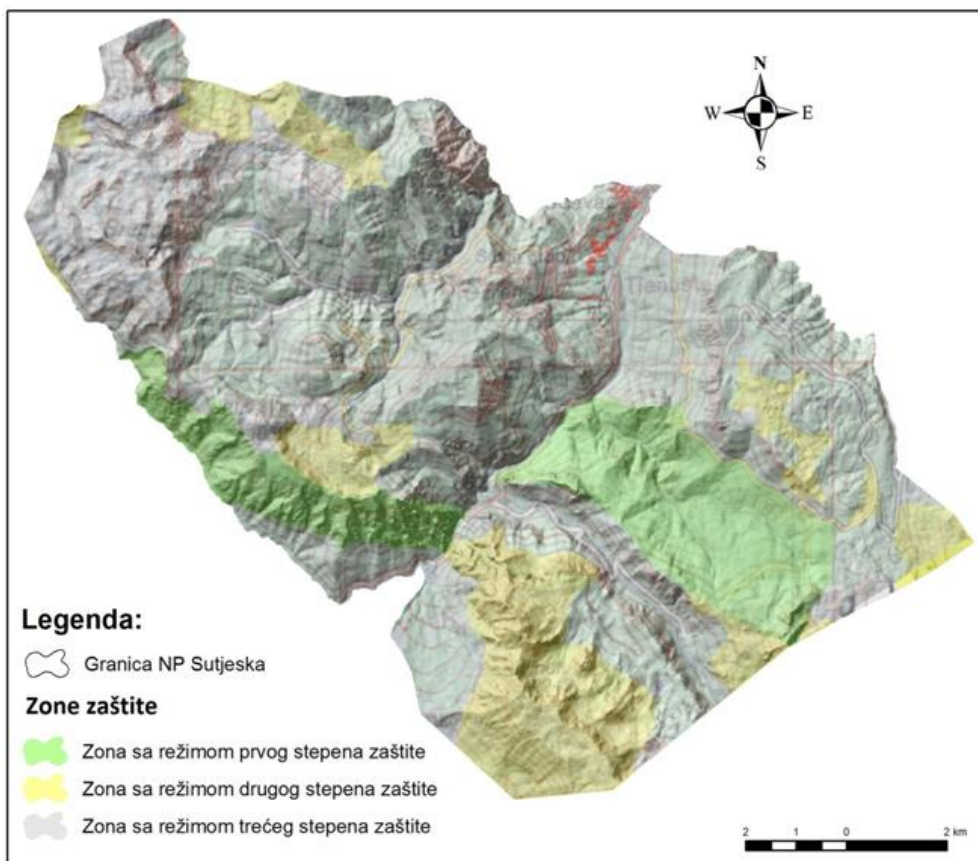 N
W E
S
Tjentište
Legenda:
Granica NP Sutjeska
Zone zaštite
Zona sa režimom prvog stepena zaštite
Zona sa režimom drugog stepena zaštite
Zona sa režimom trećeg stepena zaštite
2 1 0 2 km